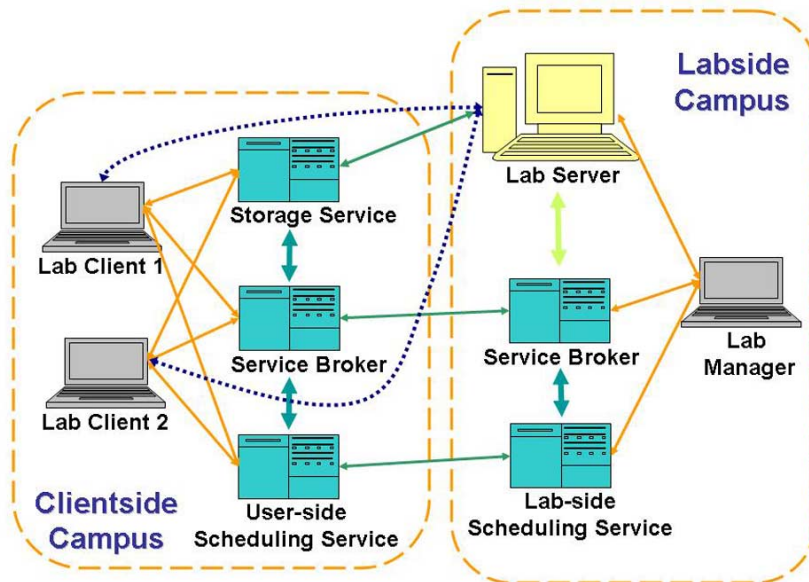 Labside
Campus
Lab Server
Storage Service
Lab Client 1
Service Broker
Service Broker
Lab
Manager
Lab Client 2
User-side
Scheduling Service
Lab-side
Scheduling Service
Clientside
Campus